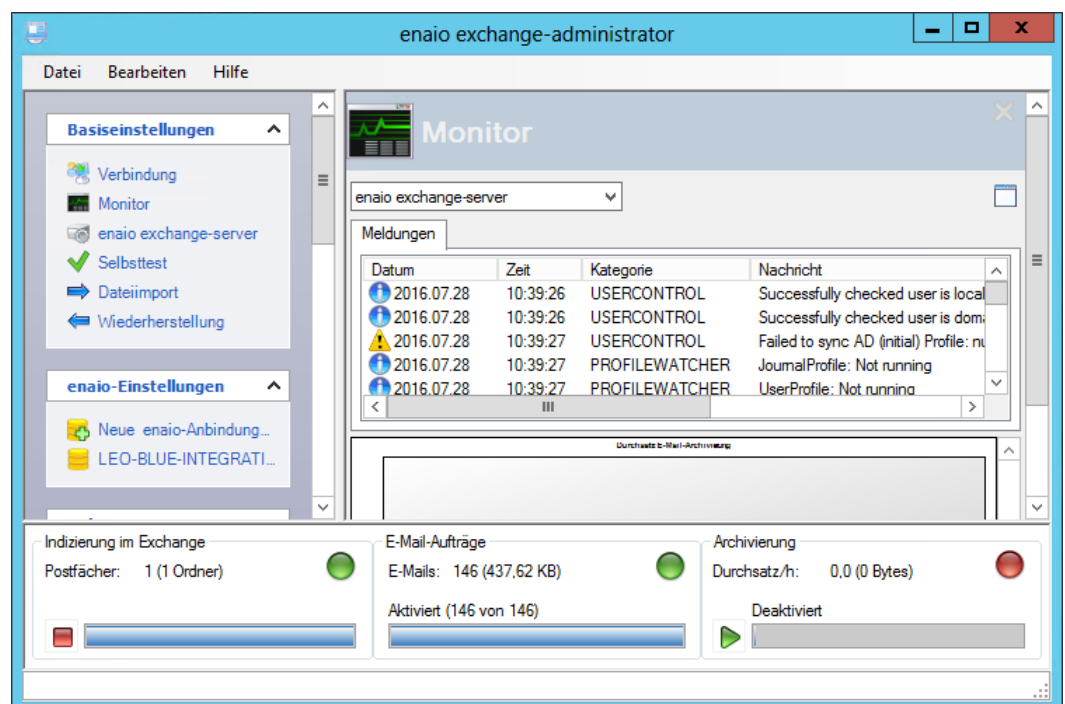 enaio exchange-administrator
Datei Bearbeiten Hilfe
Basiseinstellungen
Verbindung
Monitor
enaio exchange-server
Selbsttest
Dateiimport
Wiederherstellung
enaio-Einstellungen
Neue enaio-Anbindung...
LEO-BLUE-INTEGRATI...
Monitor
enaio exchange-server
Meldungen
Datum Zeit Kategorie Nachricht
2016.07.28 10:39:26 USERCONTROL Successfully checked user is local
2016.07.28 10:39:26 USERCONTROL Successfully checked user is doma
2016.07.28 10:39:27 USERCONTROL Failed to sync AD (initial) Profile: nu
2016.07.28 10:39:27 PROFILEWATCHER JournalProfile: Not running
2016.07.28 10:39:27 PROFILEWATCHER UserProfile: Not running
Durchsatz E-Mail-Archivierung
Indizierung im Exchange
Postfächer: 1 (1 Ordner)
E-Mail-Aufträge
E-Mails: 146 (437,62 KB)
Aktiviert (146 von 146)
Archivierung
Durchsatz/h: 0,0 (0 Bytes)
Deaktiviert